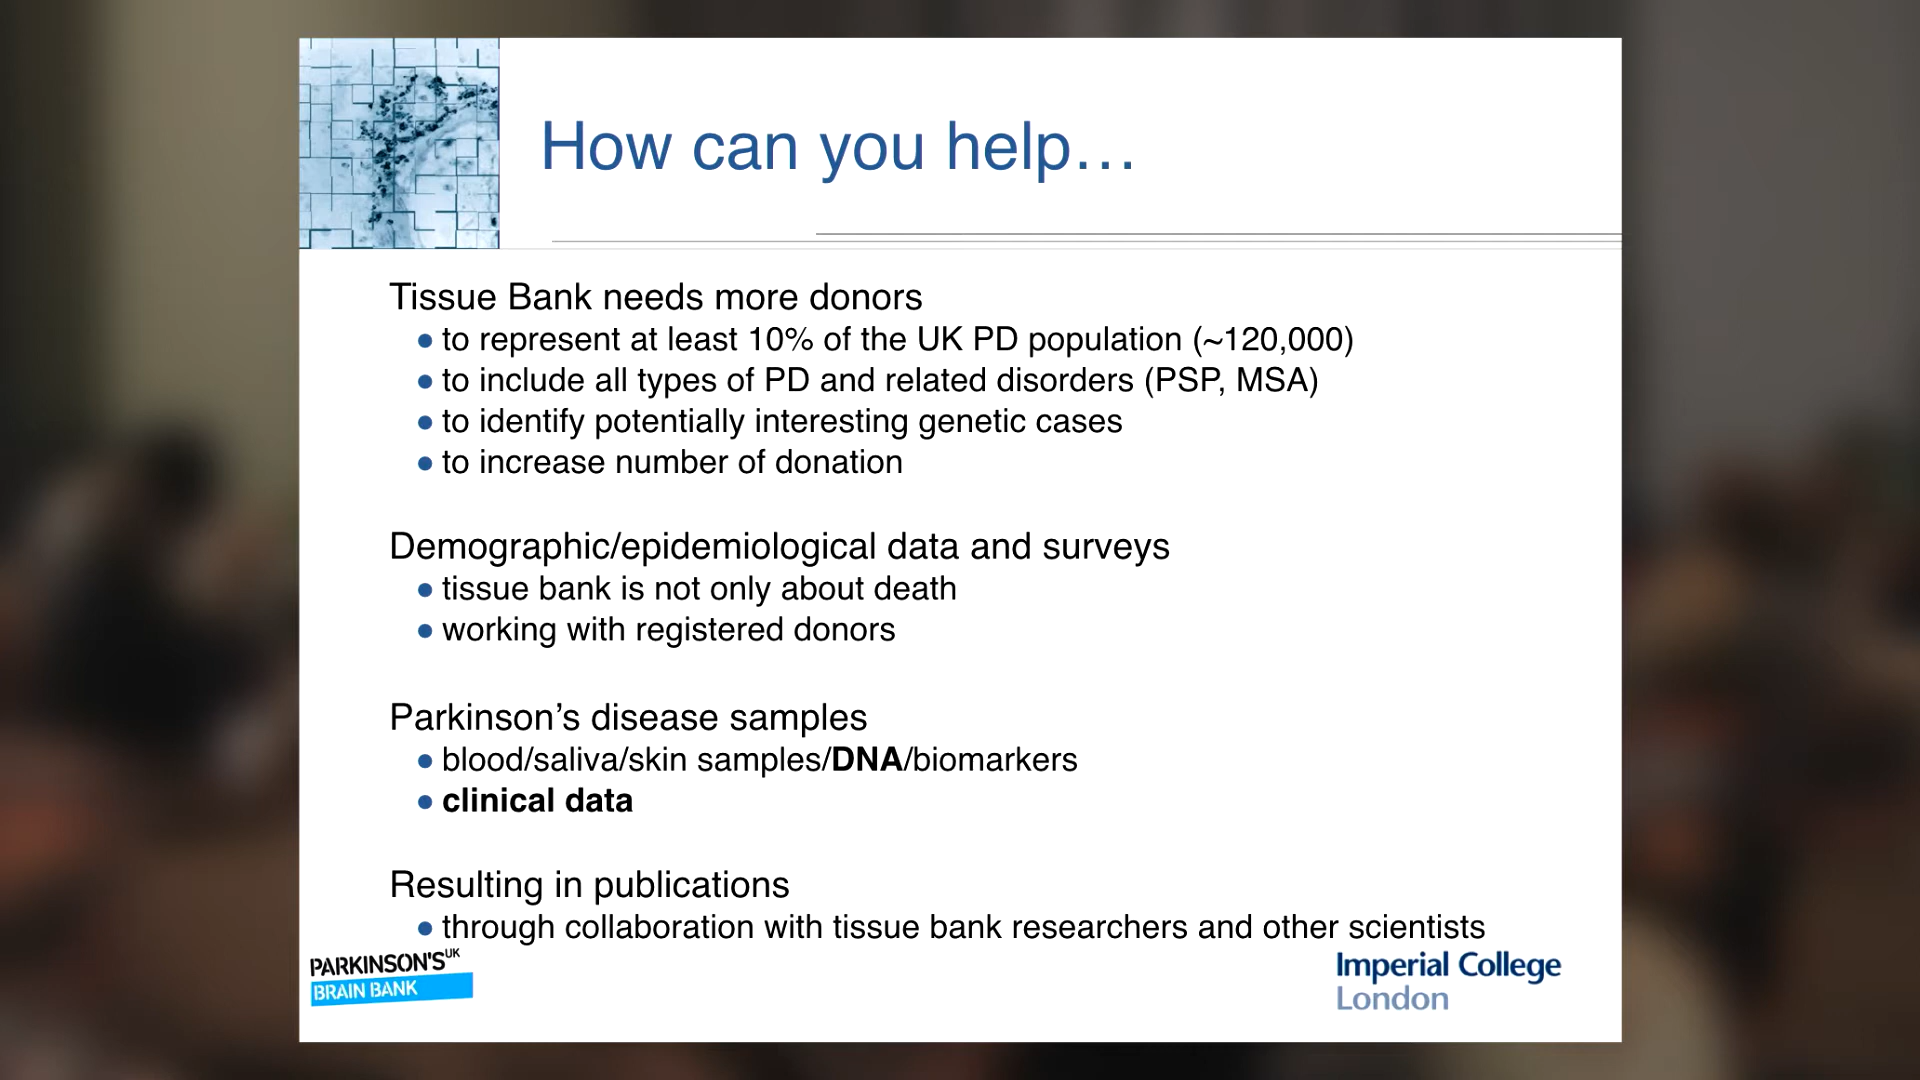 How can you help…
Tissue Bank needs more donors
● to represent at least 10% of the UK PD population (~120,000)
● to include all types of PD and related disorders (PSP, MSA)
● to identify potentially interesting genetic cases
● to increase number of donation
Demographic/epidemiological data and surveys
● tissue bank is not only about death
● working with registered donors
Parkinson’s disease samples
● blood/saliva/skin samples/DNA/biomarkers
● clinical data
Resulting in publications
● through collaboration with tissue bank researchers and other scientists
PARKINSON'S UK
BRAIN BANK
Imperial College
London